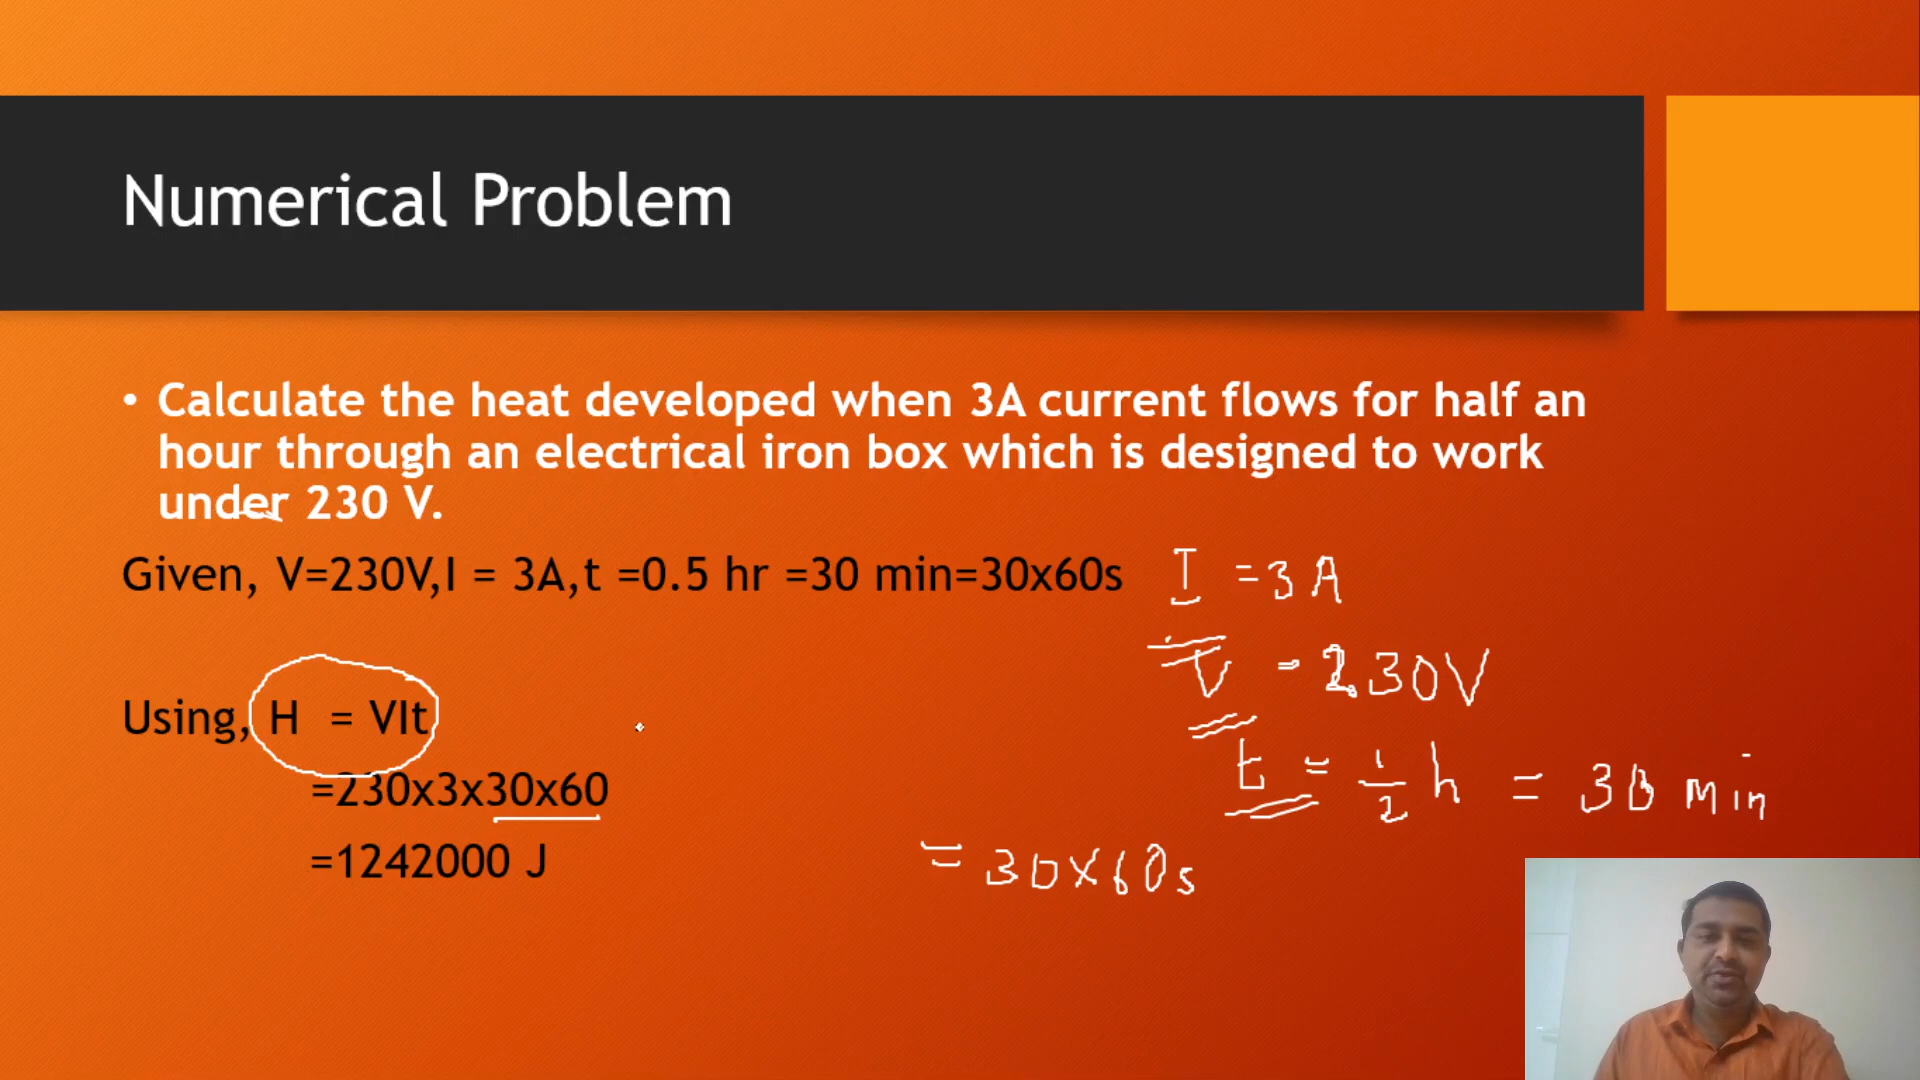 Numerical Problem
• Calculate the heat developed when 3A current flows for half an
hour through an electrical iron box which is designed to work
under 230 V.
Given, V=230V,I = 3A,t =0.5 hr =30 min=30x60s
I = 3 A
V = 230V
Using, H = VIt
t = 1/2 h = 30 min
=230x3x30x60
=1242000 J
= 30x60s